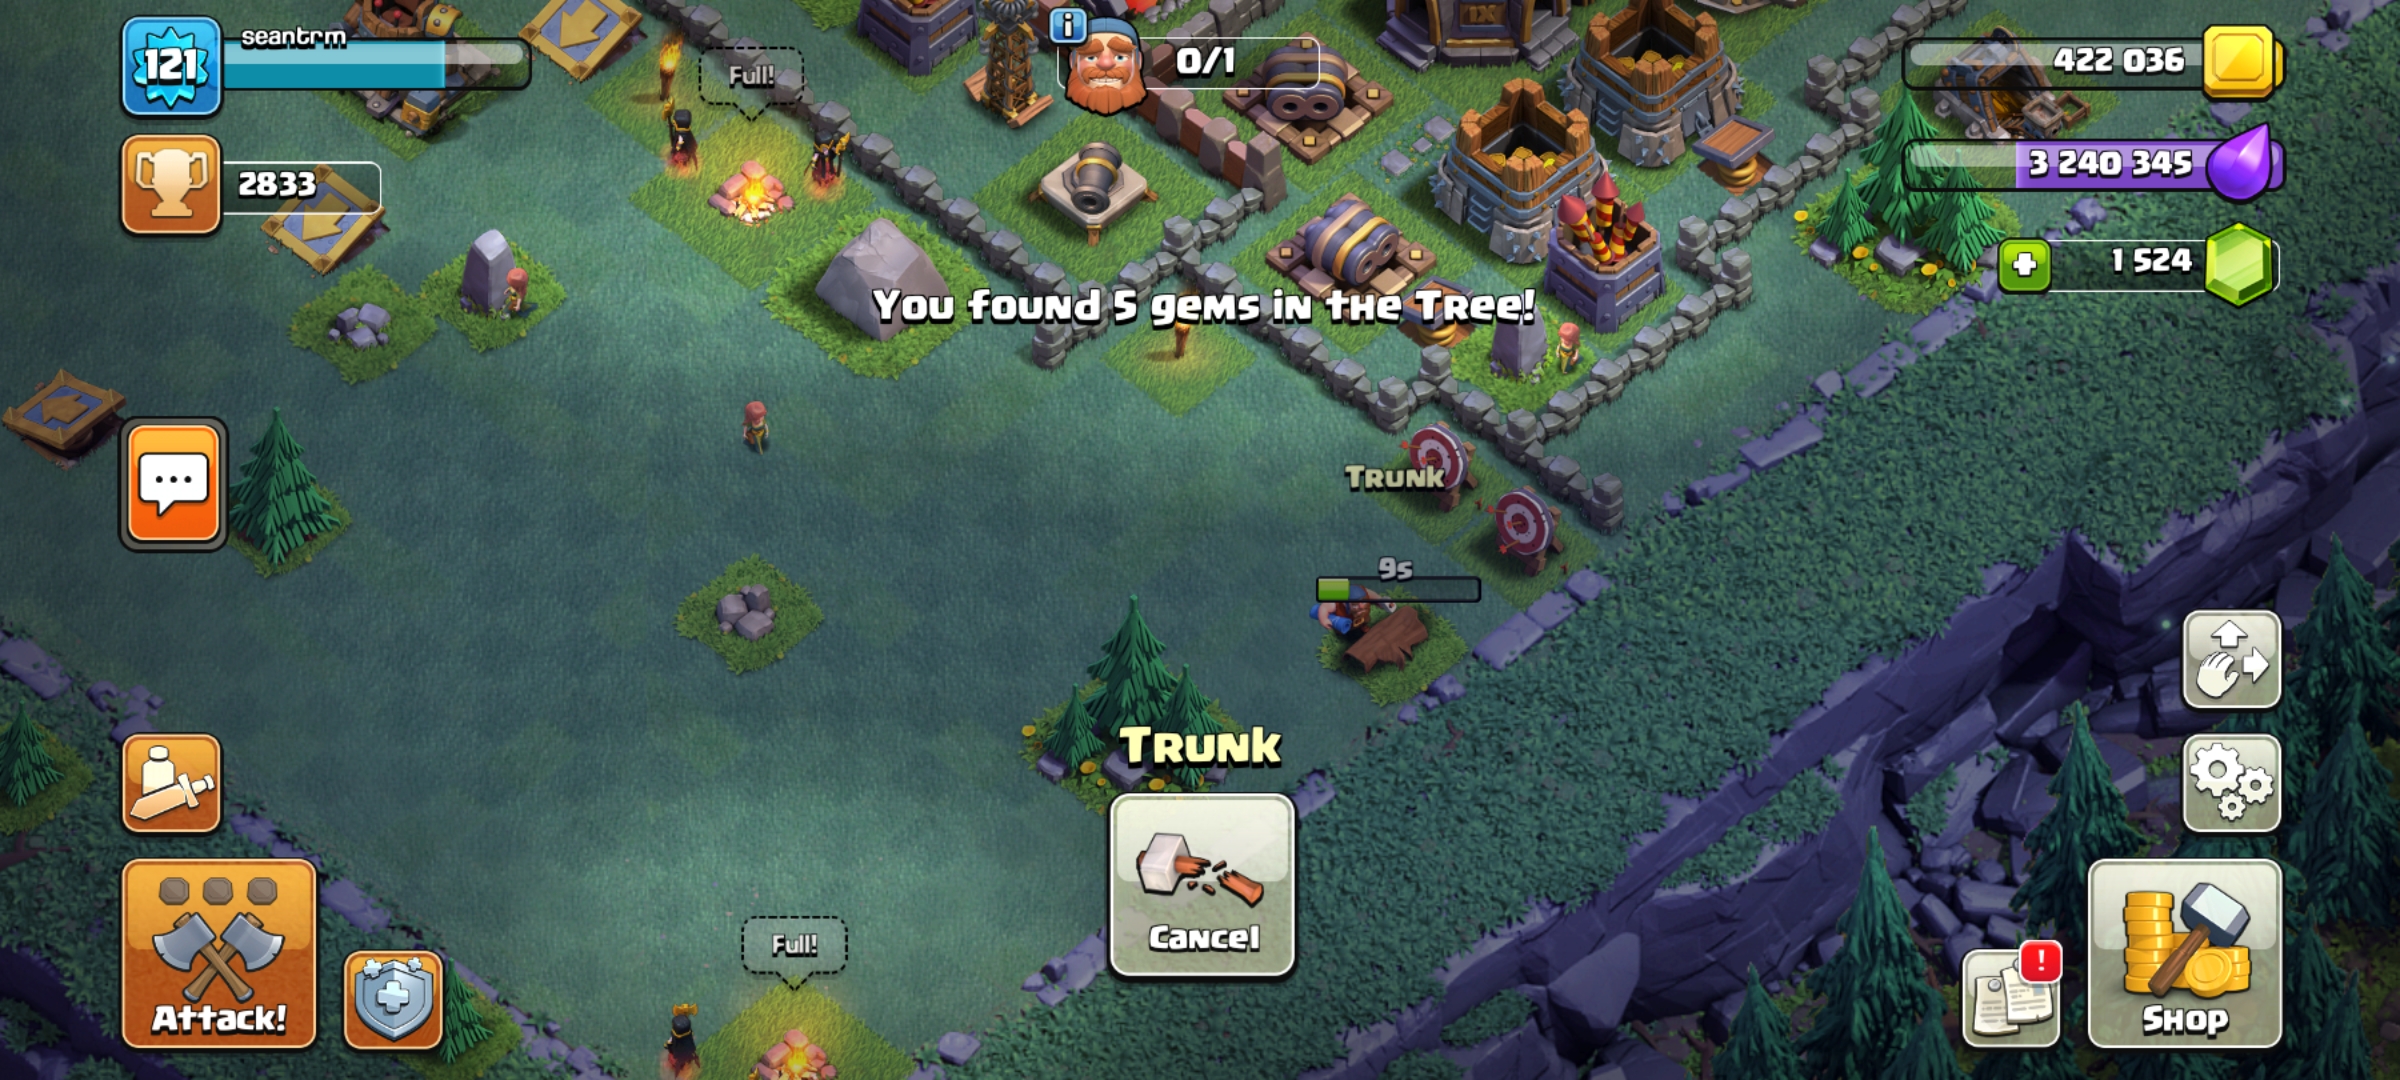 121
seantrm
Full!
i
0/1
IX
422 036
2833
3 240 345
1 524
You found 5 gems in the Tree!
Trunk
9s
Trunk
Cancel
Full!
Attack!
!
Shop